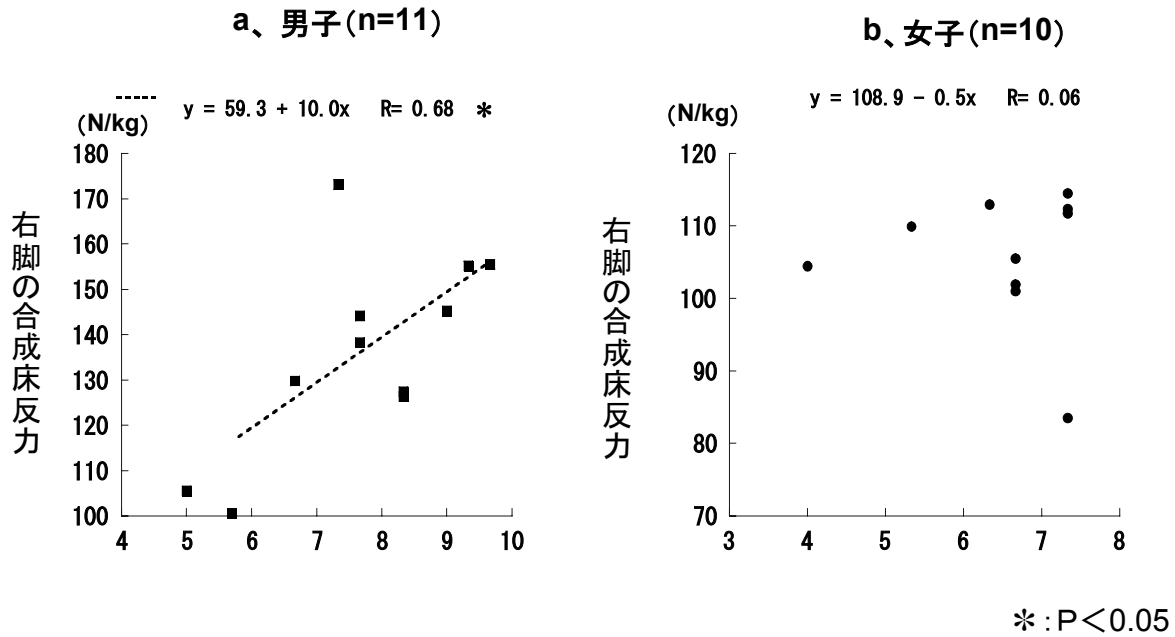 a、男子(n=11)
y = 59.3 + 10.0x R= 0.68 *
(N/kg)
180
170
160
150
140
130
120
110
100
4 5 6 7 8 9 10
右脚の合成床反力
b、女子(n=10)
y = 108.9 - 0.5x R= 0.06
(N/kg)
120
110
100
90
80
70
3 4 5 6 7 8
右脚の合成床反力
*:P<0.05